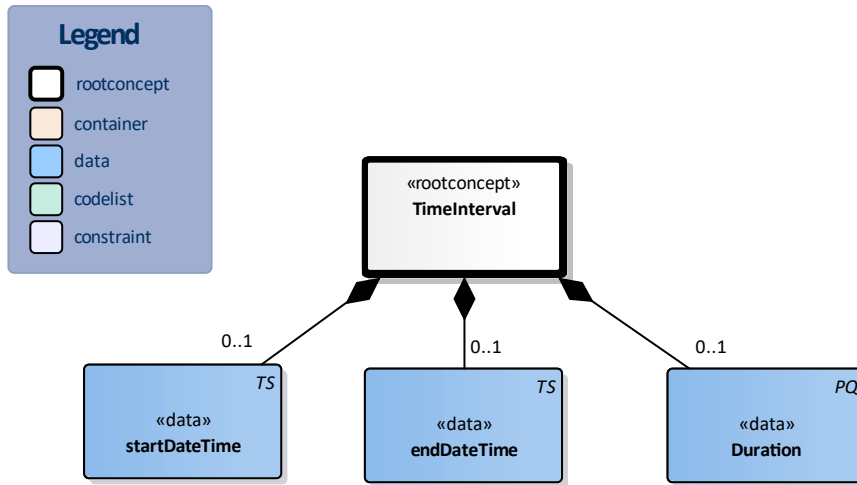 Legend
rootconcept
container
data
codelist
constraint
«rootconcept»
TimeInterval
0..1
0..1
0..1
TS
«data»
startDateTime
TS
«data»
endDateTime
PQ
«data»
Duration